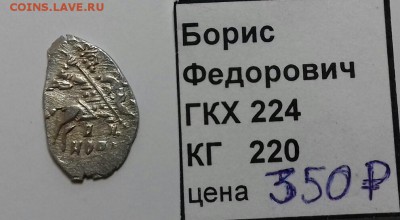 COINS.LAVE.RU
Борис
Федорович
ГКХ 224
КГ 220
цена 350 ₽